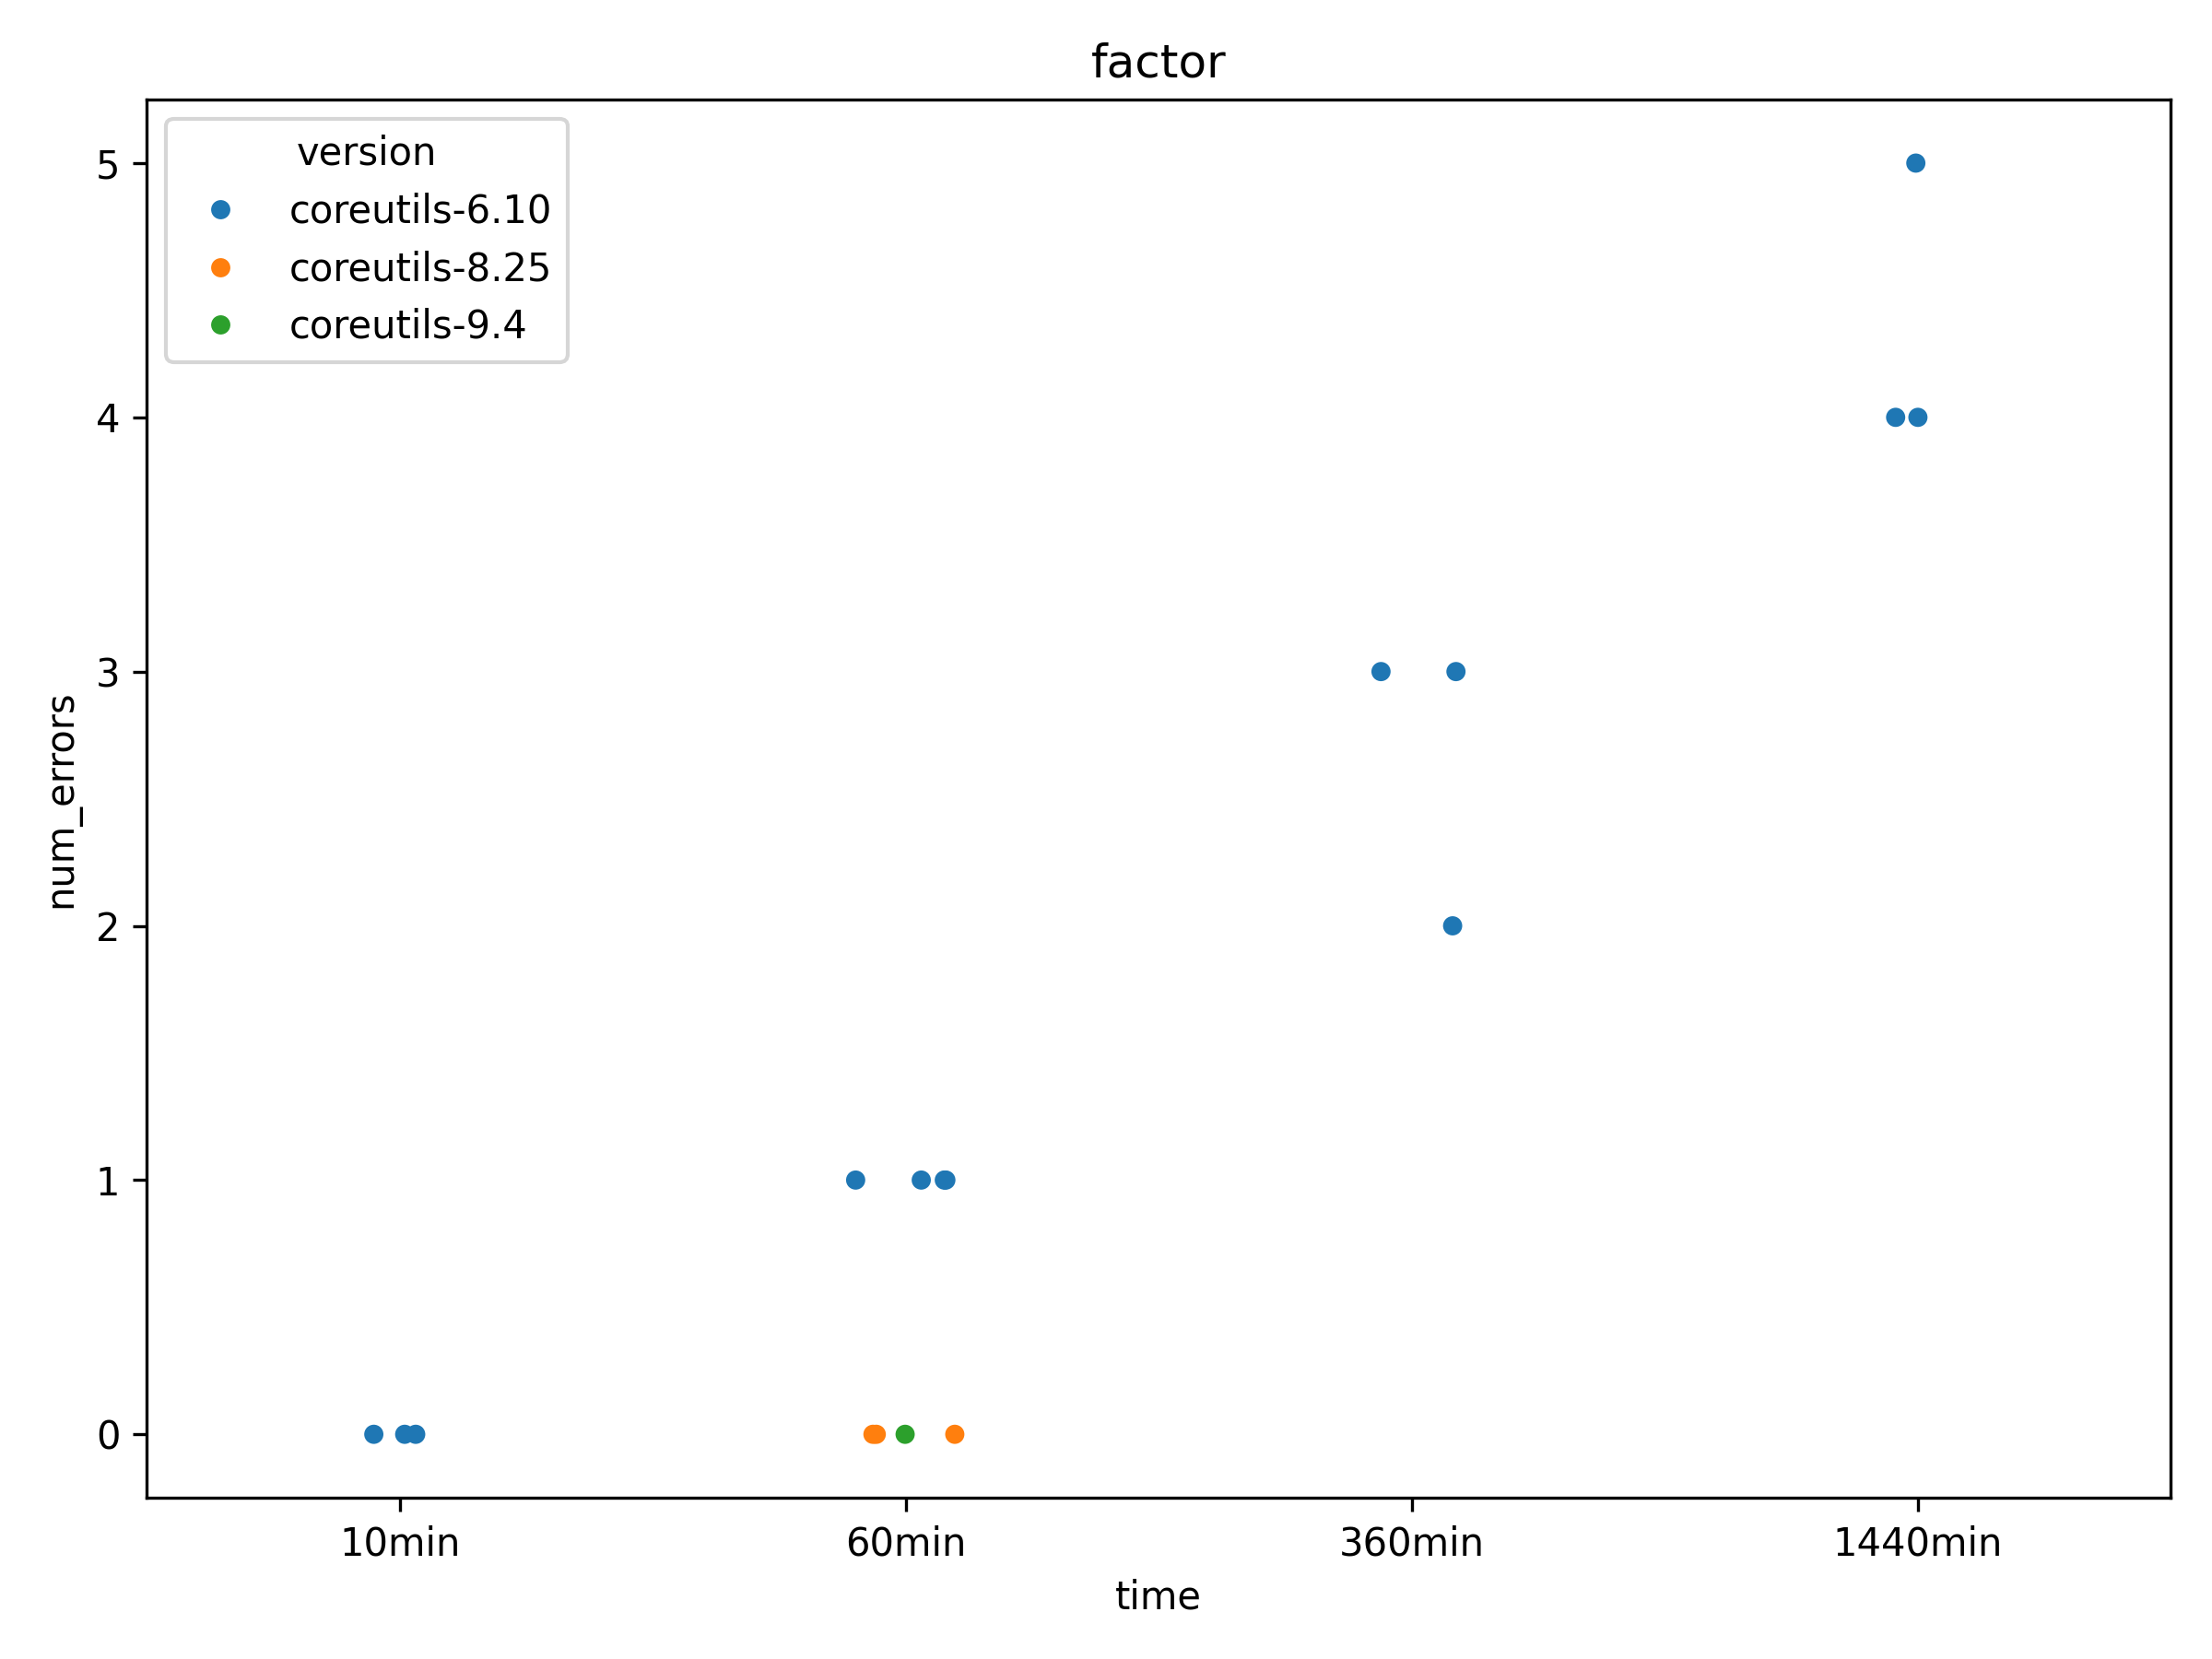 factor
version
coreutils-6.10
coreutils-8.25
coreutils-9.4
num_errors
5
4
3
2
1
0
10min 60min 360min 1440min
time